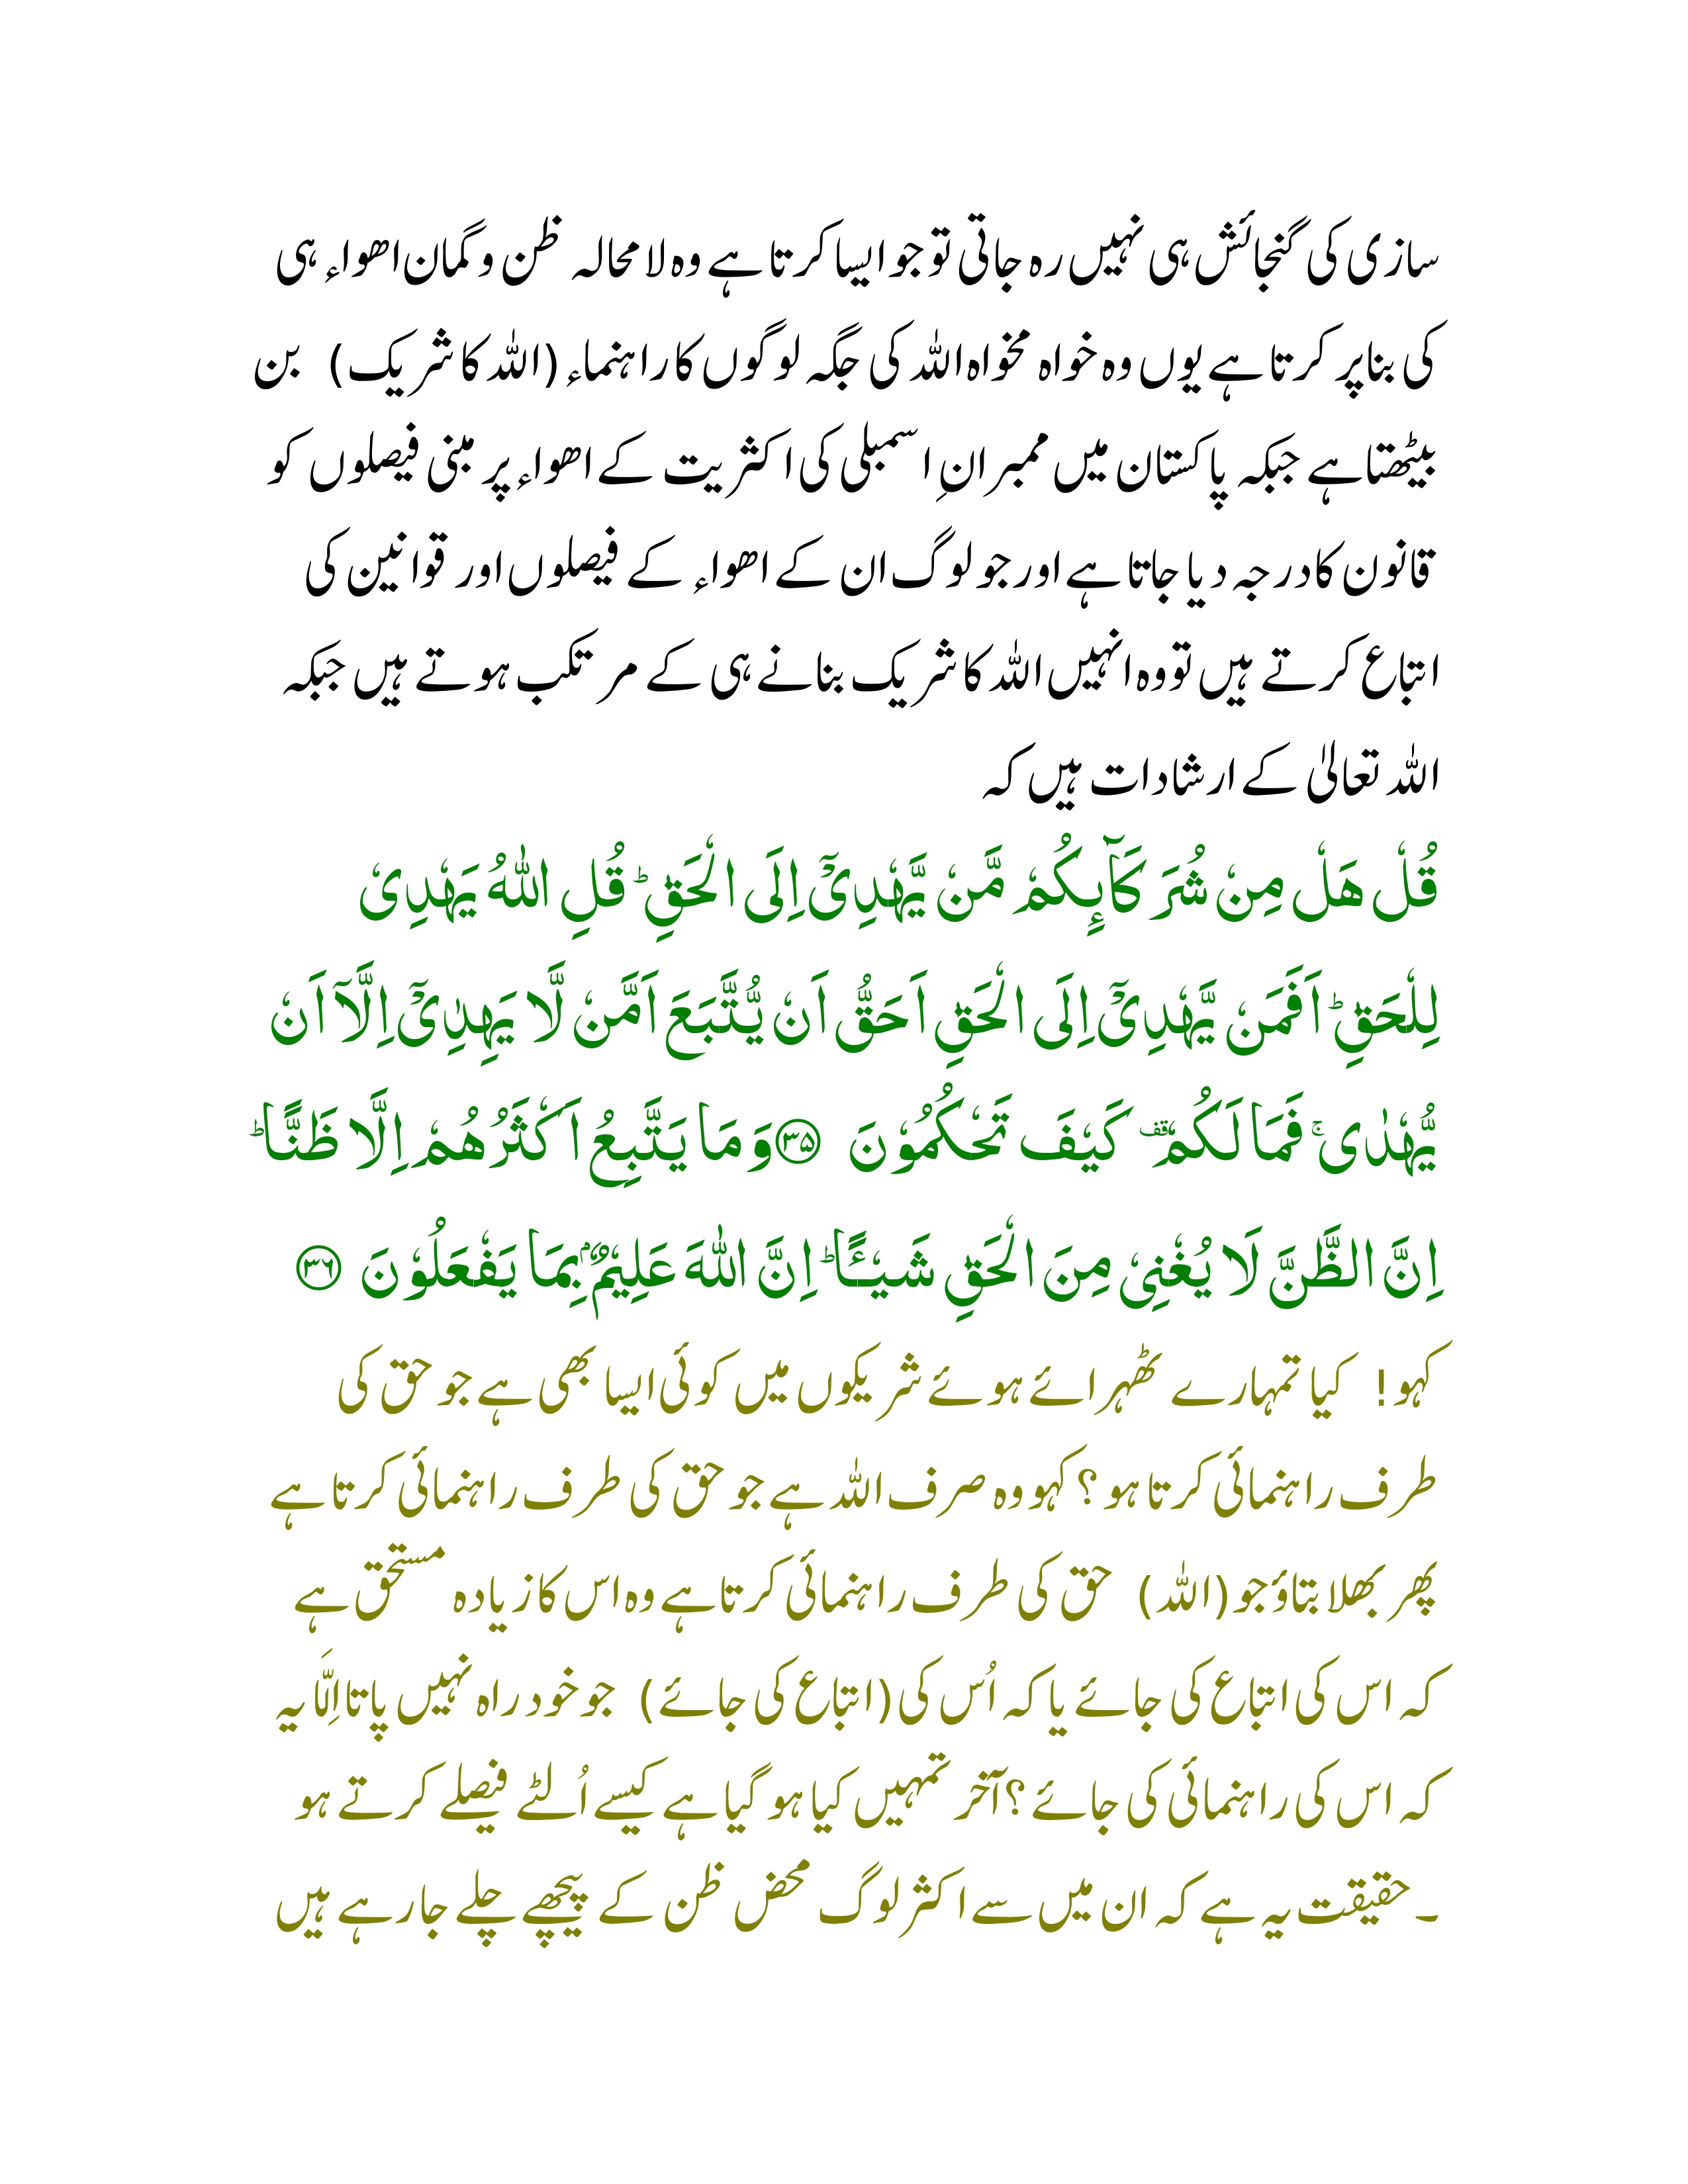 سازی کی گنجائش ہی نہیں رہ جاتی تو جو ایسا کرتا ہے وہ لا محالہ ظن و گمان اھواء ہی
کی بنا پر کرتا ہے یوں وہ خواہ مخواہ اللہ کی جگہ لوگوں کا راہنماء (اللہ کا شریک) بن
بیٹھتا ہے جبکہ پاکستان میں ممبرانِ اسمبلی کی اکثریت کے اھواء پر مبنی فیصلوں کو
قانون کا درجہ دیا جاتا ہے اور جو لوگ ان کے اھواء کے فیصلوں اور قوانین کی
اتباع کرتے ہیں تو وہ انہیں اللہ کا شریک بنانے ہی کے مرتکب ہوتے ہیں جبکہ
اللہ تعالیٰ کے ارشادات ہیں کہ
قُلْ هَلْ مِنْ شُرَكَآىِٕكُمْ مَّنْ یَّهْدِیْۤ اِلَی الْحَقِّ ؕ قُلِ اللّٰهُ یَهْدِیْ
لِلْحَقِّ ؕ اَفَمَنْ یَّهْدِیْۤ اِلَی الْحَقِّ اَحَقُّ اَنْ یُّتَّبَعَ اَمَّنْ لَّا یَهِدِّیْۤ اِلَّاۤ اَنْ
یُّهْدٰی ۚ فَمَا لَكُمْ ۫ كَیْفَ تَحْكُمُوْنَ ﴿۳۵﴾ وَ مَا یَتَّبِعُ اَكْثَرُهُمْ اِلَّا ظَنًّا ؕ
اِنَّ الظَّنَّ لَا یُغْنِیْ مِنَ الْحَقِّ شَیْـًٔا ؕ اِنَّ اللّٰهَ عَلِیْمٌۢ بِمَا یَفْعَلُوْنَ ﴿۳۶﴾
کہو! کیا تمہارے ٹھہرائے ہوئے شریکوں میں کوئی ایسا بھی ہے جو حق کی
طرف راہنمائی کرتا ہو؟ کہو وہ صرف اللہ ہے جو حق کی طرف راہنمائی کرتا ہے
پھر بھلا بتاؤ جو (اللہ) حق کی طرف راہنمائی کرتا ہے وہ اس کا زیادہ مستحق ہے
کہ اس کی اتباع کی جائے یا کہ اُس کی (اتباع کی جائے) جو خود راہ نہیں پاتا اِلَّا یہ
کہ اس کی راہنمائی کی جائے؟ آخر تمہیں کیا ہو گیا ہے کیسے اُلٹے فیصلے کرتے ہو
۔ حقیقت یہ ہے کہ ان میں سے اکثر لوگ محض ظن کے پیچھے چلے جا رہے ہیں